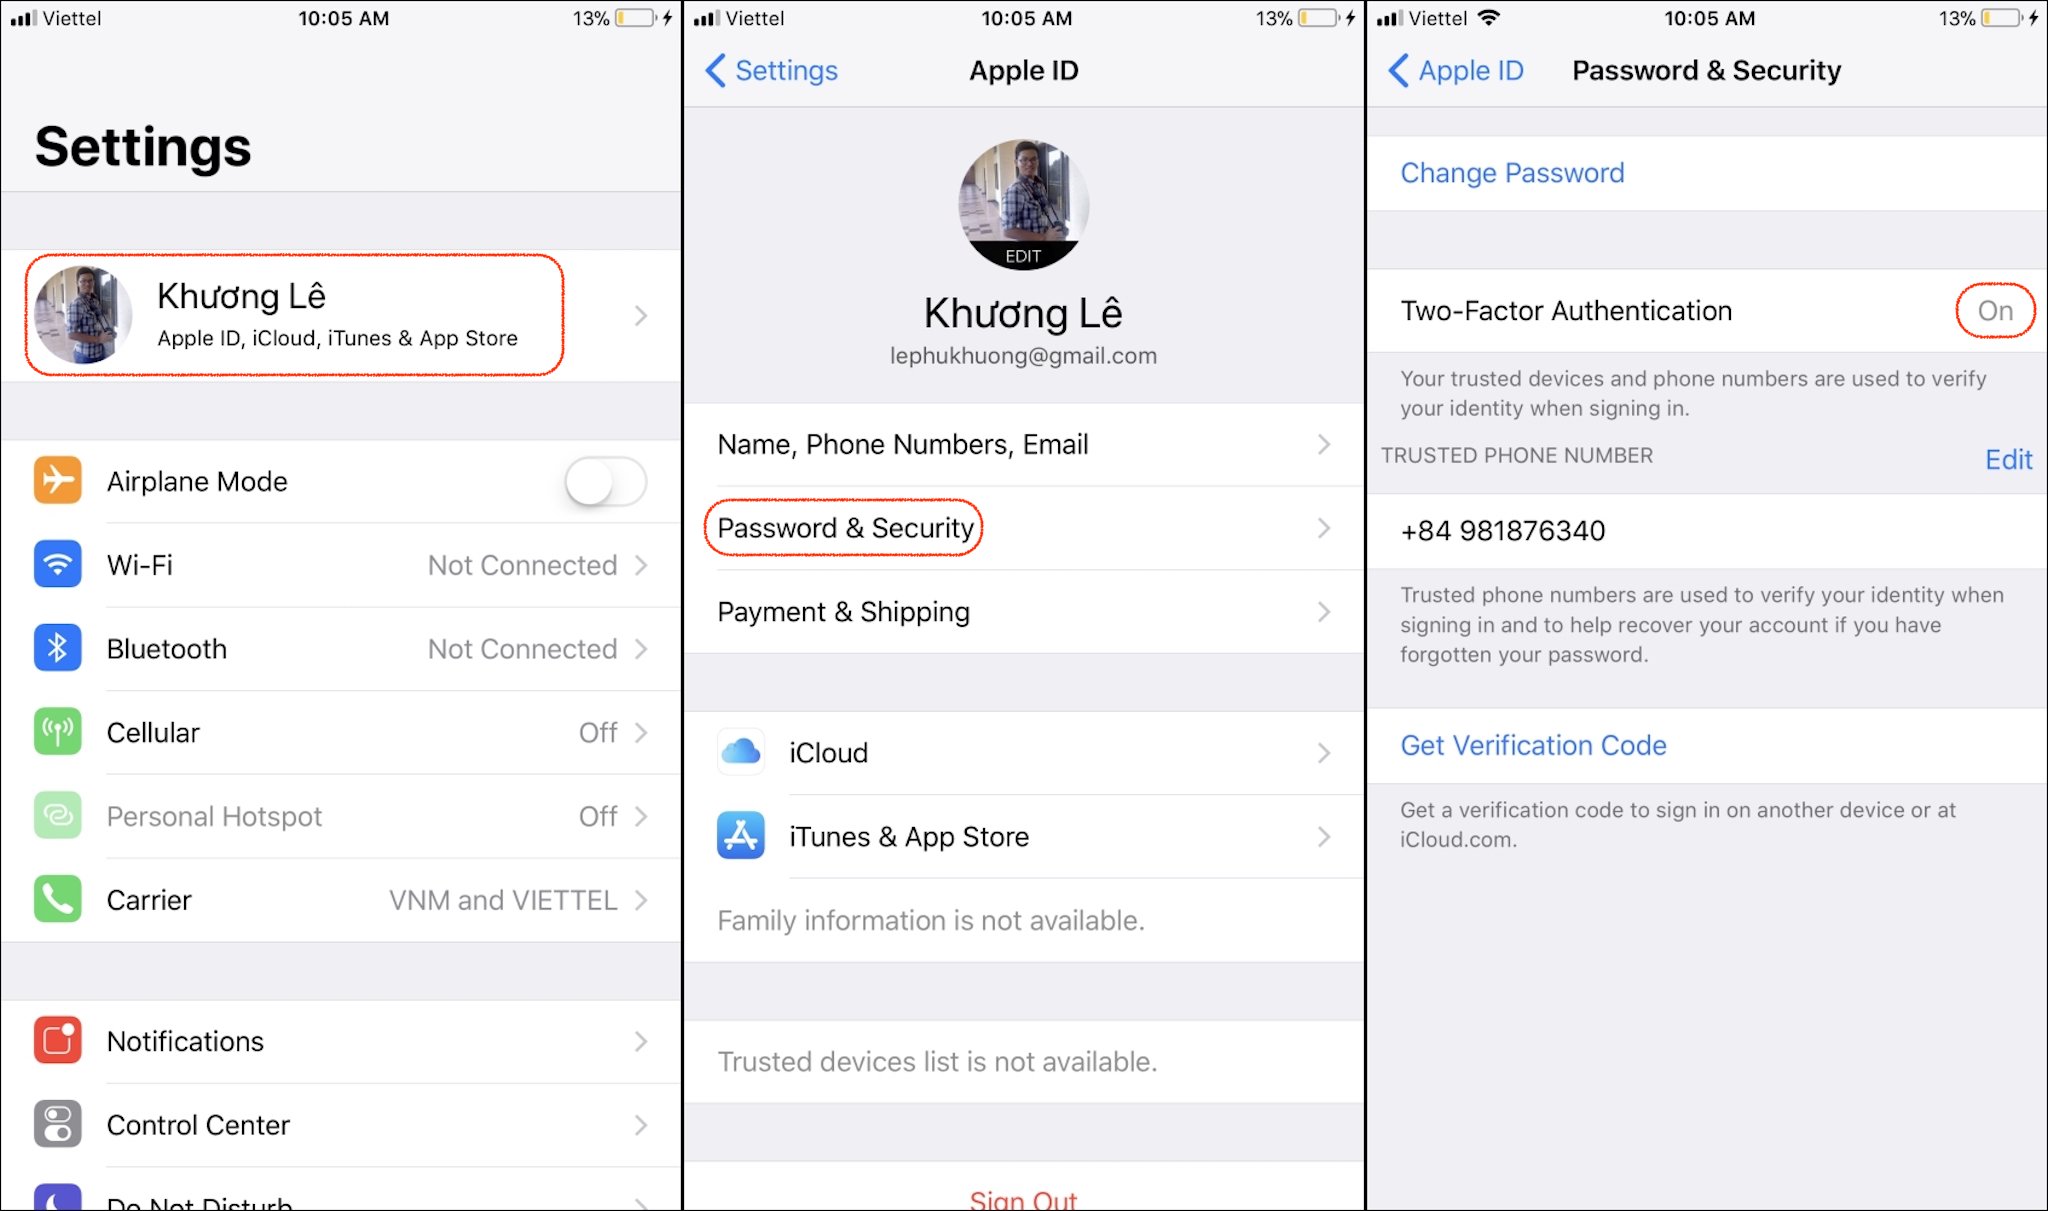 Viettel 10:05 AM 13%
Settings
Khương Lê
Apple ID, iCloud, iTunes & App Store
Airplane Mode
Wi-Fi Not Connected
Bluetooth Not Connected
Cellular Off
Personal Hotspot Off
Carrier VNM and VIETTEL
Notifications
Control Center
Do Not Disturb
Viettel 10:05 AM 13%
Settings Apple ID
EDIT
Khương Lê
lephukhuong@gmail.com
Name, Phone Numbers, Email
Password & Security
Payment & Shipping
iCloud
iTunes & App Store
Family information is not available.
Trusted devices list is not available.
Sign Out
Viettel 10:05 AM 13%
Apple ID Password & Security
Change Password
Two-Factor Authentication On
Your trusted devices and phone numbers are used to verify
your identity when signing in.
TRUSTED PHONE NUMBER Edit
+84 981876340
Trusted phone numbers are used to verify your identity when
signing in and to help recover your account if you have
forgotten your password.
Get Verification Code
Get a verification code to sign in on another device or at
iCloud.com.